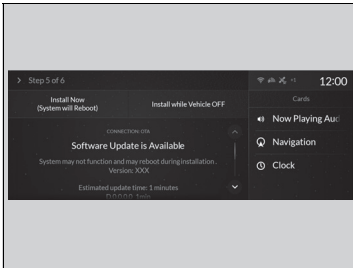 Step 5 of 6
12:00
Install Now
(System will Reboot)
Install while Vehicle OFF
Cards
Now Playing Aud
CONNECTION: OTA
Software Update is Available
Navigation
System may not function and may reboot during installation .
Version: XXX
Clock
Estimated update time: 1 minutes